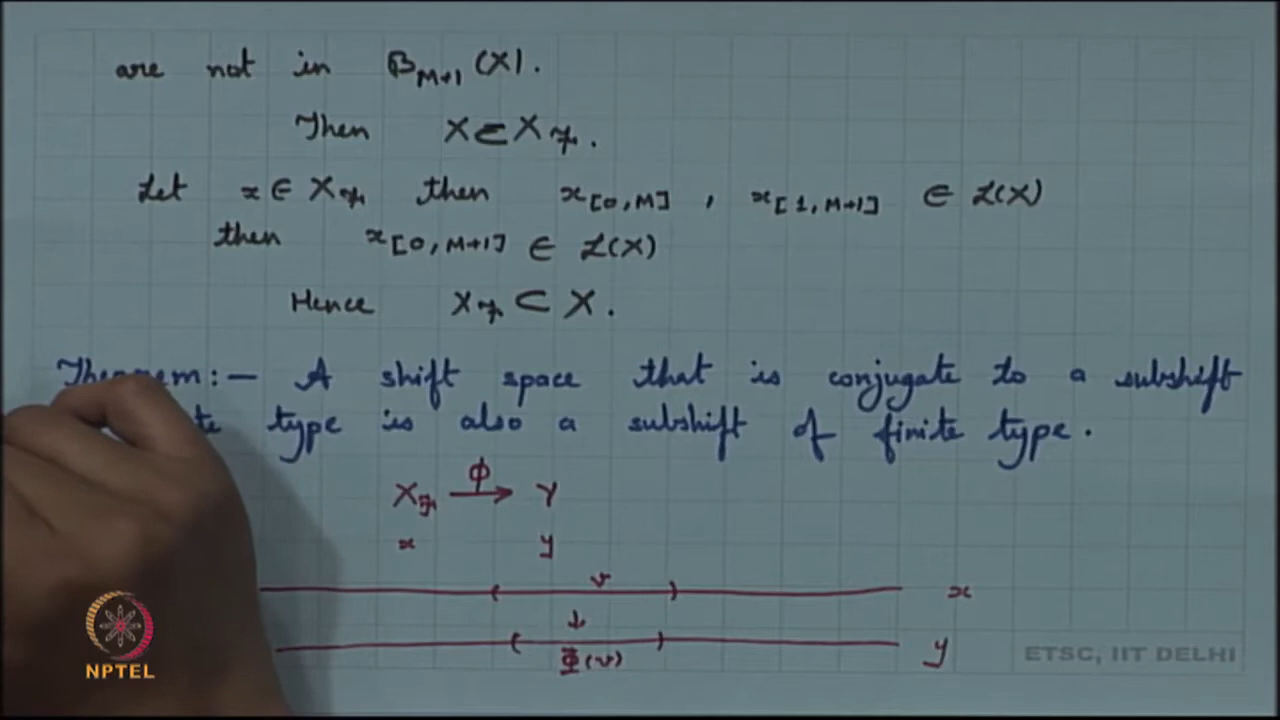 are not in B_{M+1}(X).
Then X ⊂ X_𝓕.
Let x ∈ X_𝓕 then x_{[0,M]}, x_{[1,M+1]} ∈ 𝓛(X)
then x_{[0,M+1]} ∈ 𝓛(X)
Hence X_𝓕 ⊂ X.
Theorem:— A shift space that is conjugate to a subshift
type is also a subshift of finite type.
X_𝓕 →^ϕ Y
x y
v x
↓
Φ(v) y
NPTEL
ETSC, IIT DELHI